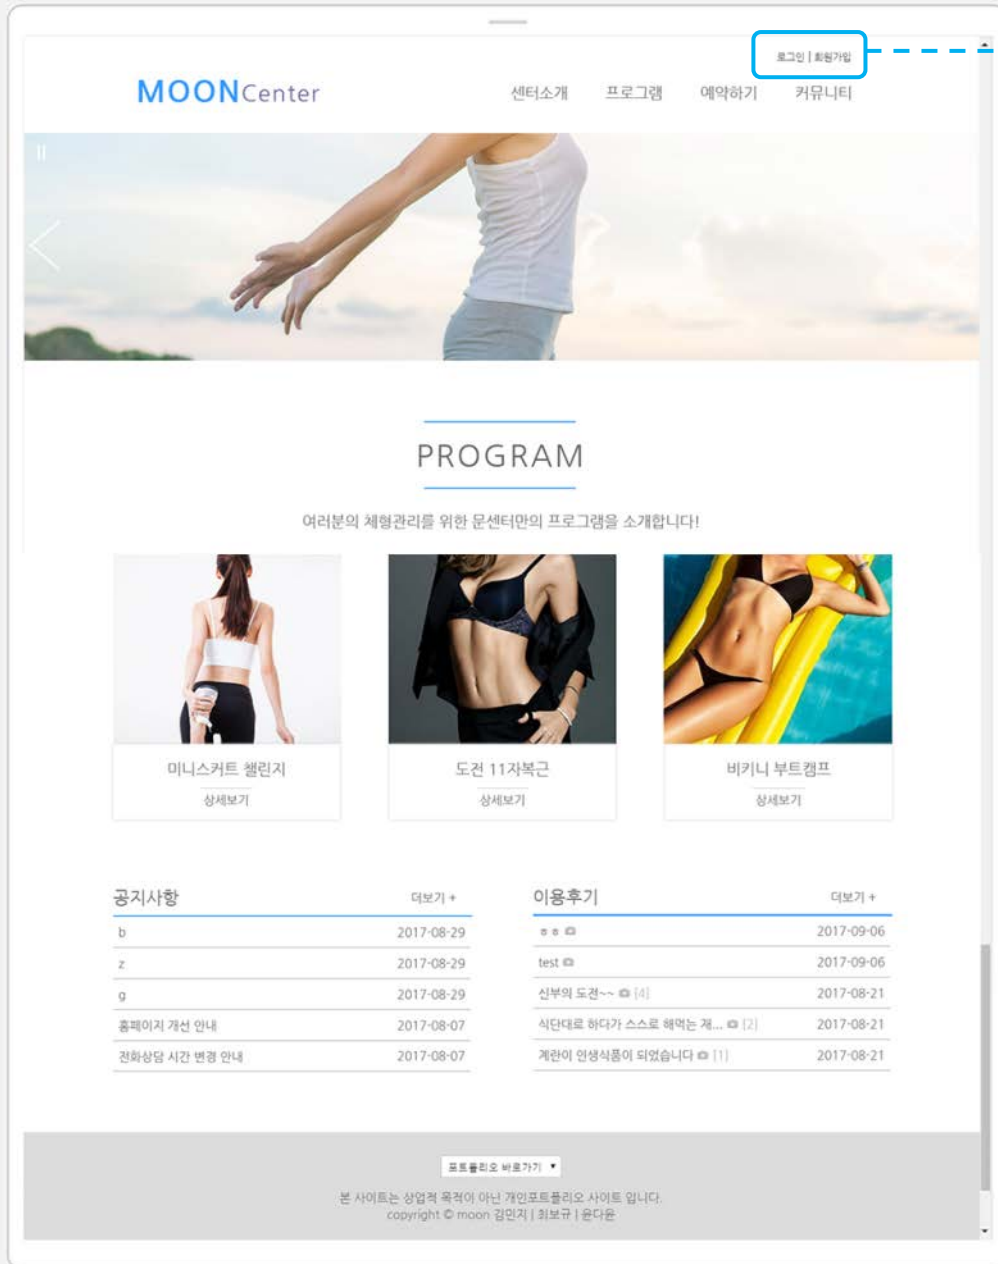 로그인 | 회원가입
MOONCenter
센터소개 프로그램 예약하기 커뮤니티
PROGRAM
여러분의 체형관리를 위한 문센터만의 프로그램을 소개합니다!
미니스커트 챌린지
상세보기
도전 11자복근
상세보기
비키니 부트캠프
상세보기
공지사항 더보기 +
b 2017-08-29
z 2017-08-29
g 2017-08-29
홈페이지 개선 안내 2017-08-07
전화상담 시간 변경 안내 2017-08-07
이용후기 더보기 +
ㅎㅎ 2017-09-06
test 2017-09-06
신부의 도전~~ [4] 2017-08-21
식단대로 하다가 스스로 해먹는 재... [2] 2017-08-21
계란이 인생식품이 되었습니다 [1] 2017-08-21
포트폴리오 바로가기
본 사이트는 상업적 목적이 아닌 개인포트폴리오 사이트 입니다.
copyright © moon 김민지 | 최보규 | 윤다윤